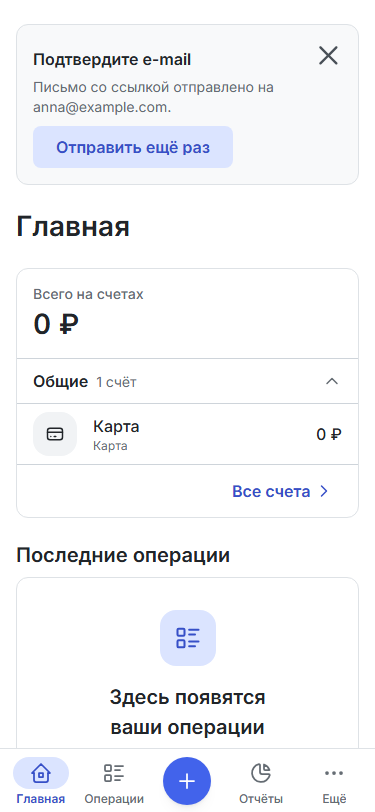 Подтвердите e-mail
Письмо со ссылкой отправлено на
anna@example.com.
Отправить ещё раз
Главная
Всего на счетах
0 ₽
Общие 1 счёт
Карта
Карта
0 ₽
Все счета
Последние операции
Здесь появятся
ваши операции
Главная
Операции
Отчёты
Ещё